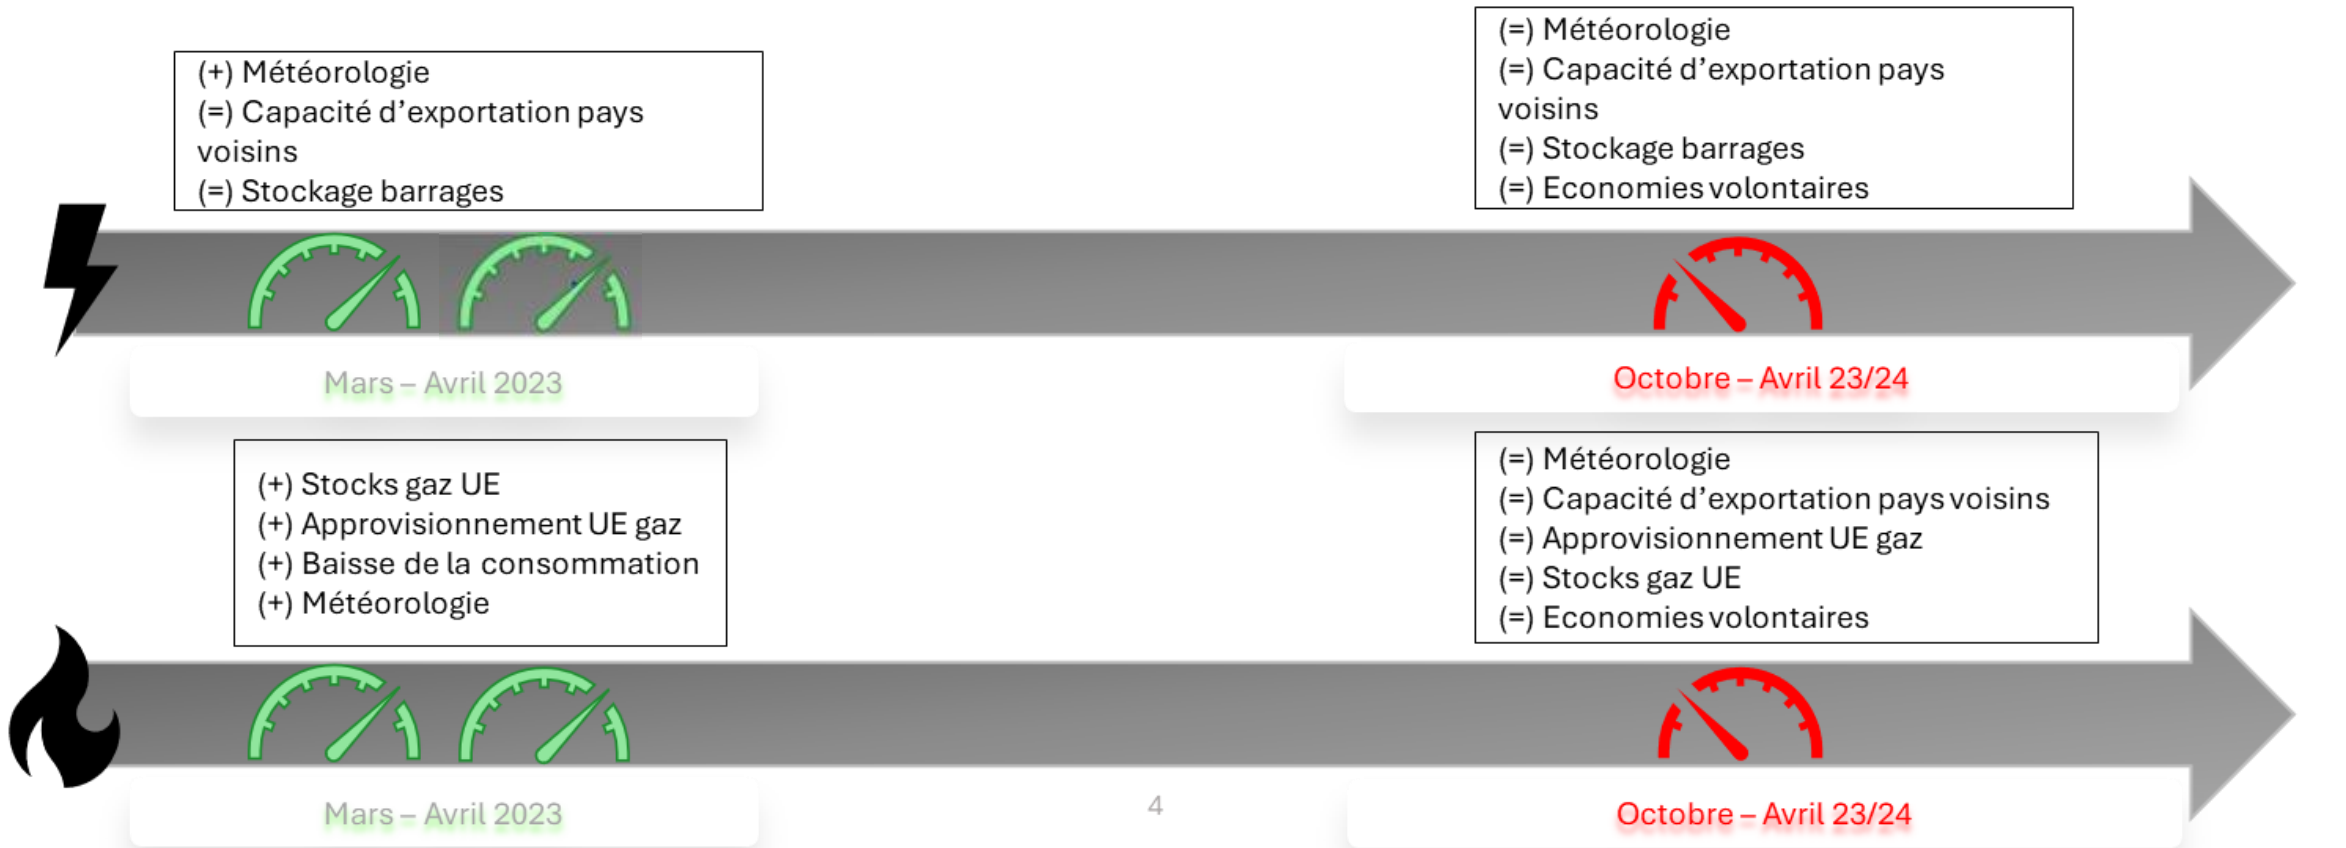 (+) Météorologie
(=) Capacité d'exportation pays
voisins
(=) Stockage barrages
(=) Météorologie
(=) Capacité d'exportation pays
voisins
(=) Stockage barrages
(=) Economies volontaires
Mars – Avril 2023
Octobre – Avril 23/24
(+) Stocks gaz UE
(+) Approvisionnement UE gaz
(+) Baisse de la consommation
(+) Météorologie
(=) Météorologie
(=) Capacité d'exportation pays voisins
(=) Approvisionnement UE gaz
(=) Stocks gaz UE
(=) Economies volontaires
Mars – Avril 2023
4
Octobre – Avril 23/24